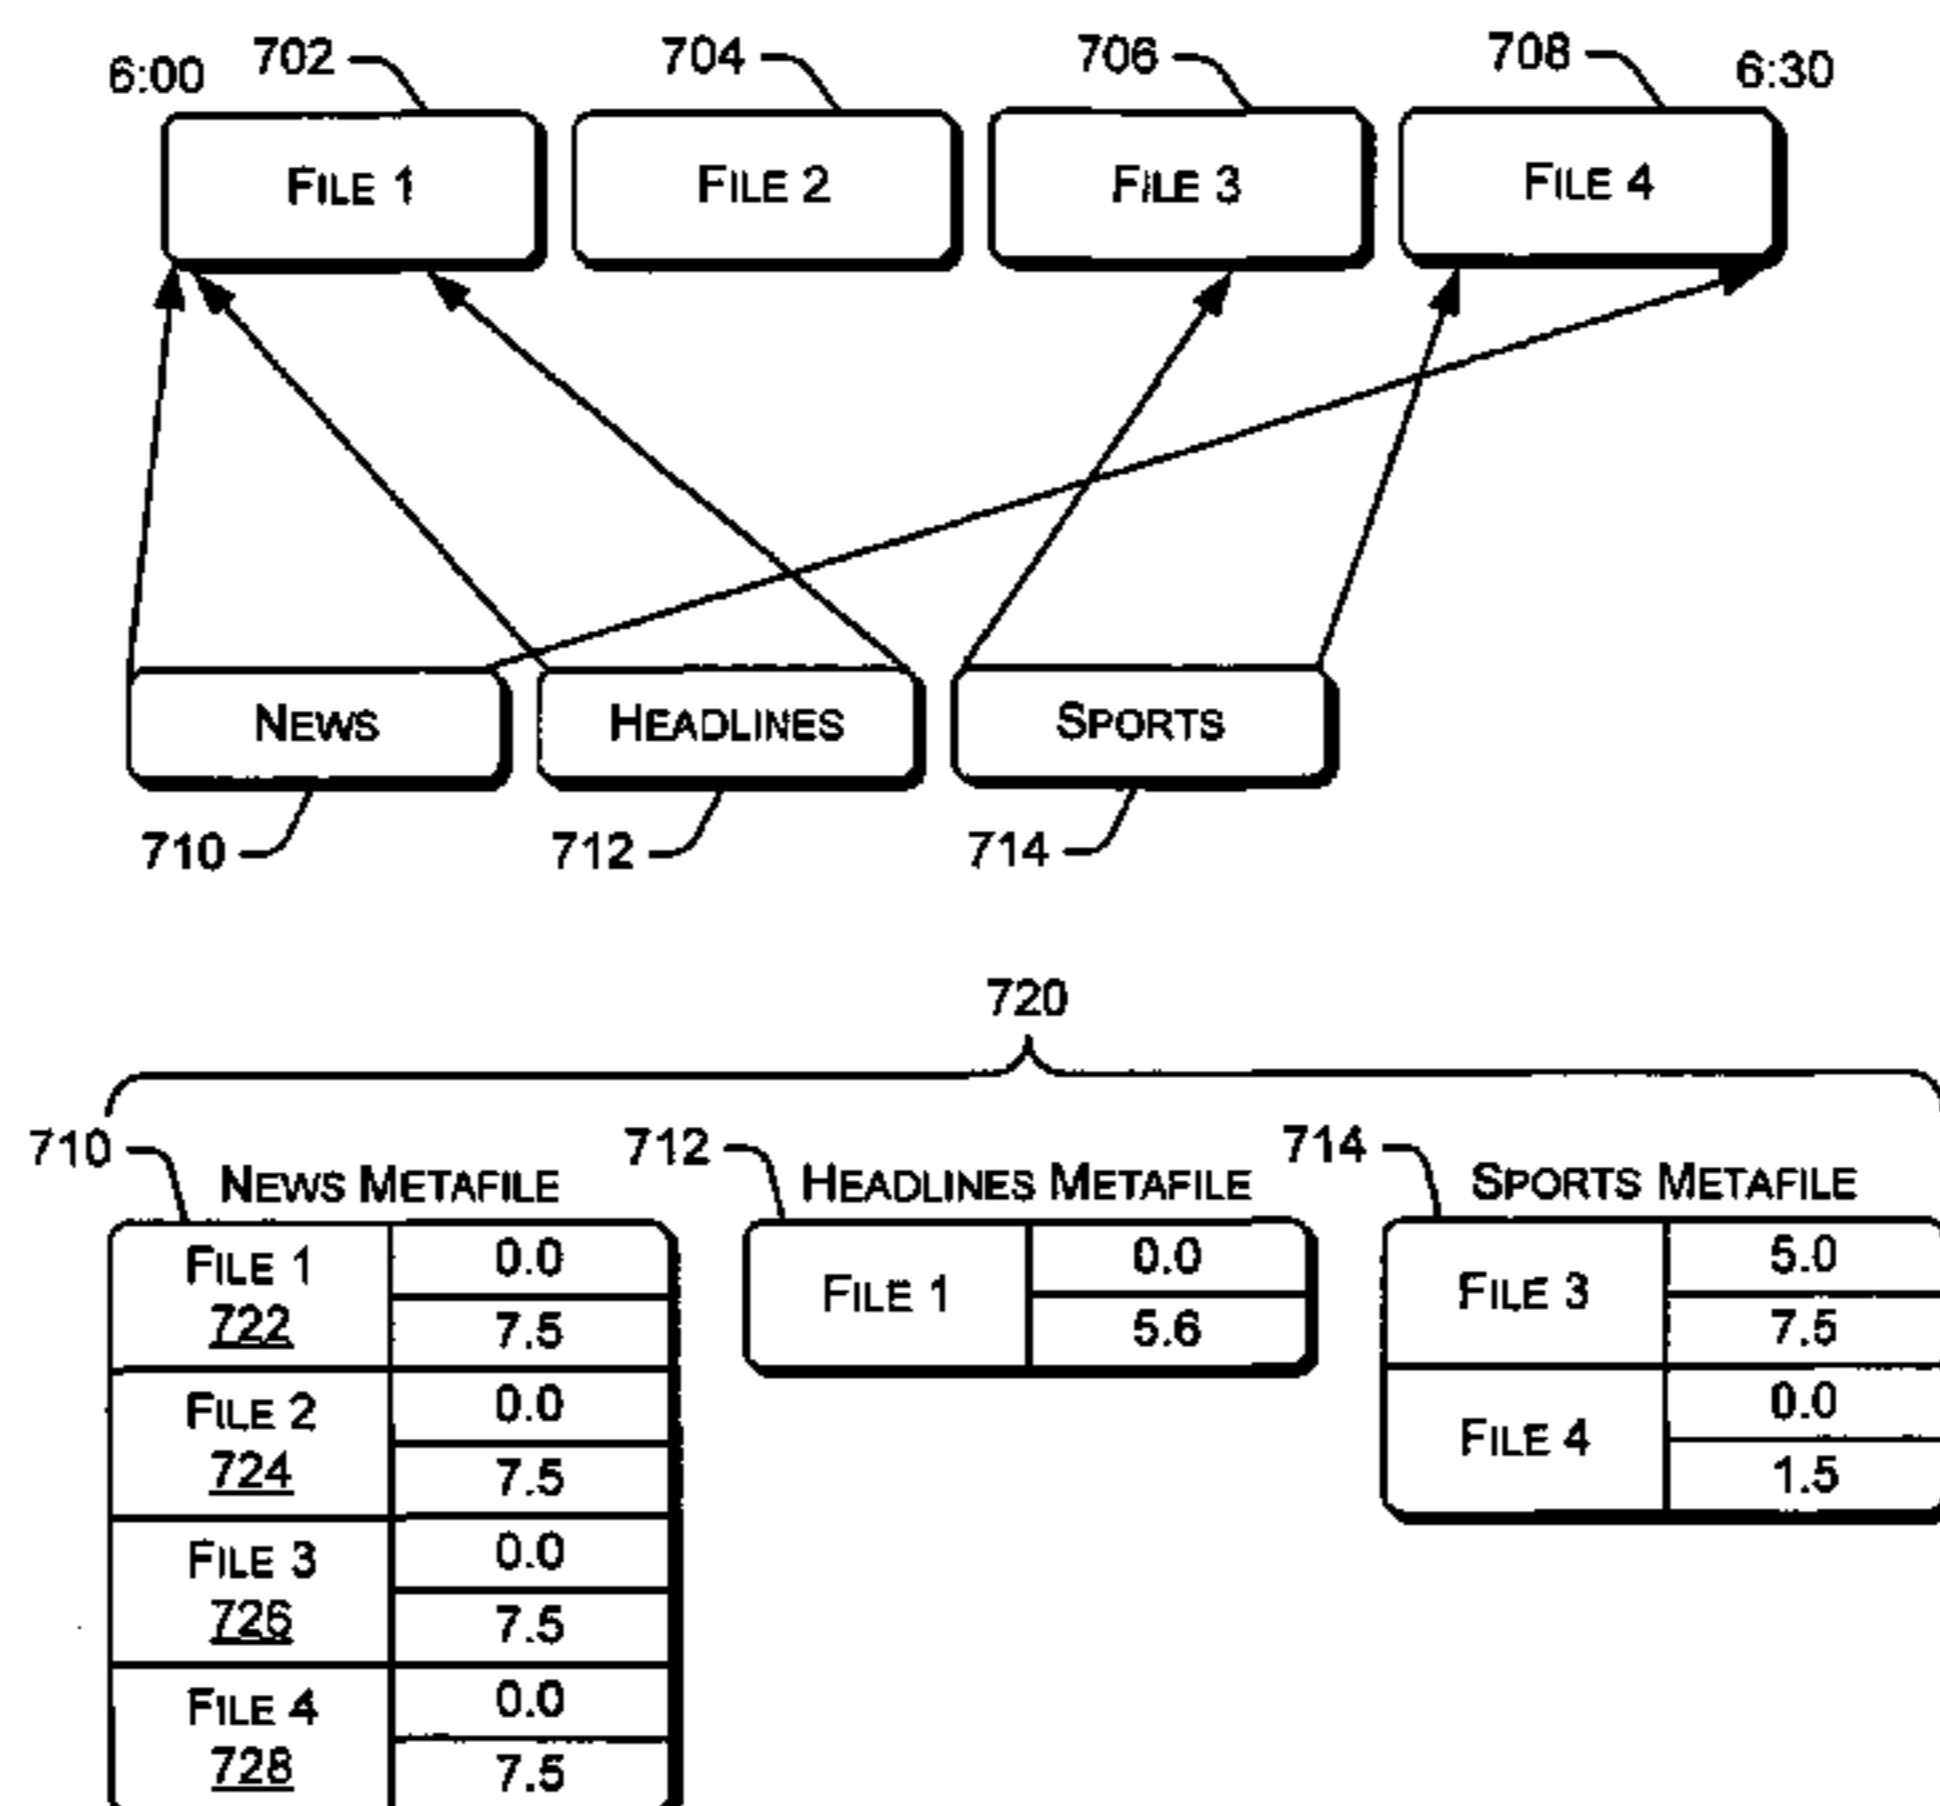 6:00 702 704 706 708 6:30
FILE 1 FILE 2 FILE 3 FILE 4
NEWS HEADLINES SPORTS
710 712 714
720
710 712 714
NEWS METAFILE HEADLINES METAFILE SPORTS METAFILE
FILE 1
722
0.0
7.5
FILE 2
724
0.0
7.5
FILE 3
726
0.0
7.5
FILE 4
728
0.0
7.5
FILE 1
0.0
5.6
FILE 3
5.0
7.5
FILE 4
0.0
1.5